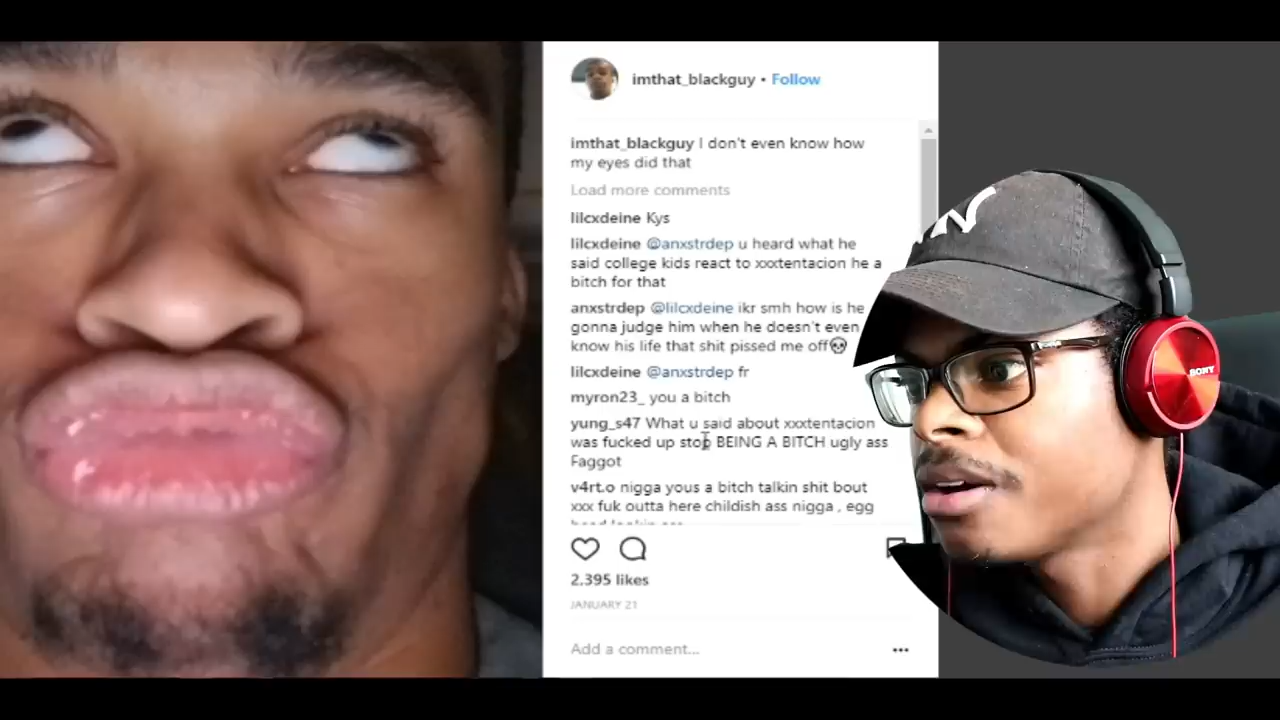 imthat_blackguy • Follow
imthat_blackguy I don't even know how
my eyes did that
Load more comments
lilcxdeine Kys
lilcxdeine @anxstrdep u heard what he
said college kids react to xxxtentacion he a
bitch for that
anxstrdep @lilcxdeine ikr smh how is he
gonna judge him when he doesn't even
know his life that shit pissed me off💀
lilcxdeine @anxstrdep fr
myron23_ you a bitch
yung_s47 What u said about xxxtentacion
was fucked up stop BEING A BITCH ugly ass
Faggot
v4rt.o nigga yous a bitch talkin shit bout
xxx fuk outta here childish ass nigga , egg
2,395 likes
JANUARY 21
Add a comment...
SONY